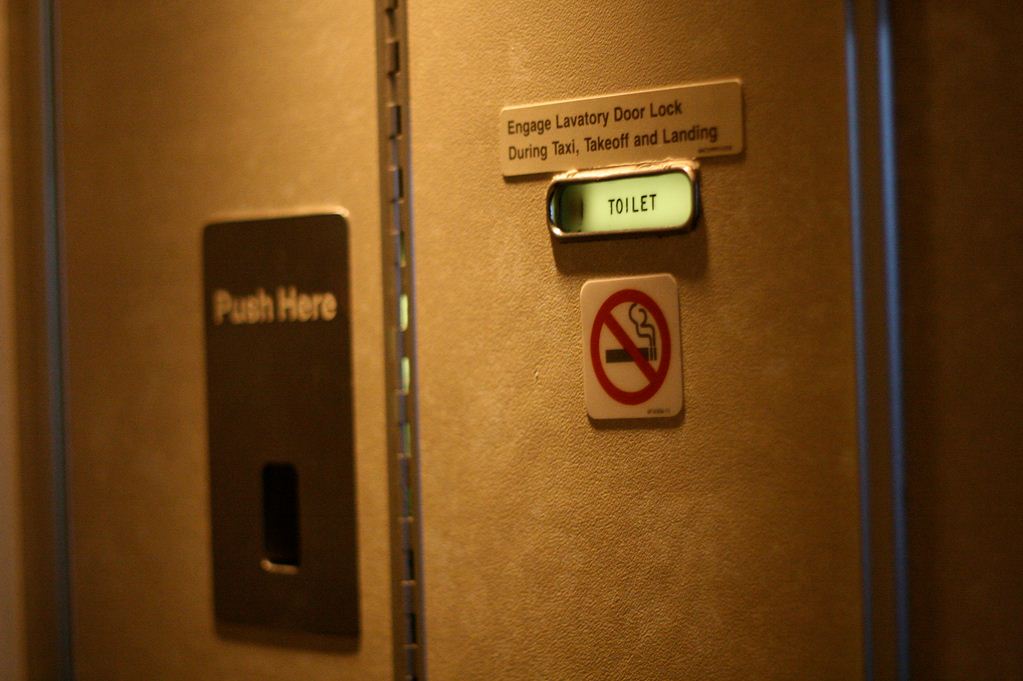 Engage Lavatory Door Lock
During Taxi, Takeoff and Landing
TOILET
Push Here